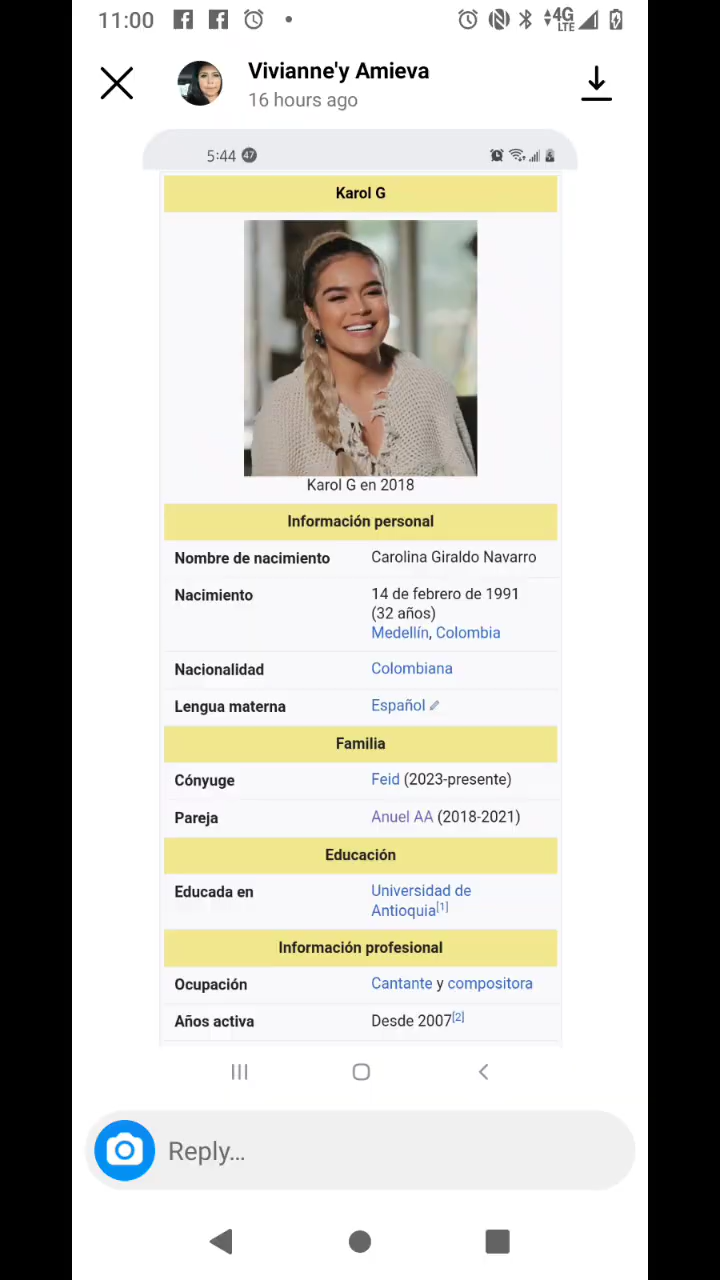 11:00
4G
LTE
Vivianne'y Amieva
16 hours ago
5:44 47
Karol G
Karol G en 2018
Información personal
Nombre de nacimiento Carolina Giraldo Navarro
Nacimiento 14 de febrero de 1991
(32 años)
Medellín, Colombia
Nacionalidad Colombiana
Lengua materna Español
Familia
Cónyuge Feid (2023-presente)
Pareja Anuel AA (2018-2021)
Educación
Educada en Universidad de
Antioquia[1]
Información profesional
Ocupación Cantante y compositora
Años activa Desde 2007[2]
Reply...